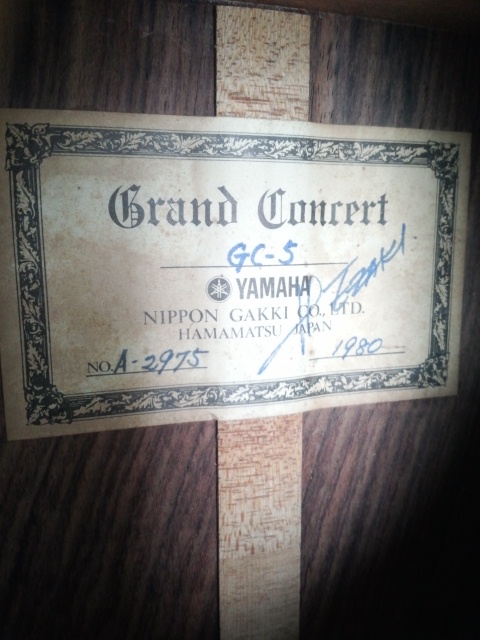 Grand Concert
GC-5
YAMAHA
NIPPON GAKKI CO., LTD.
HAMAMATSU JAPAN
NO. A-2975 1980